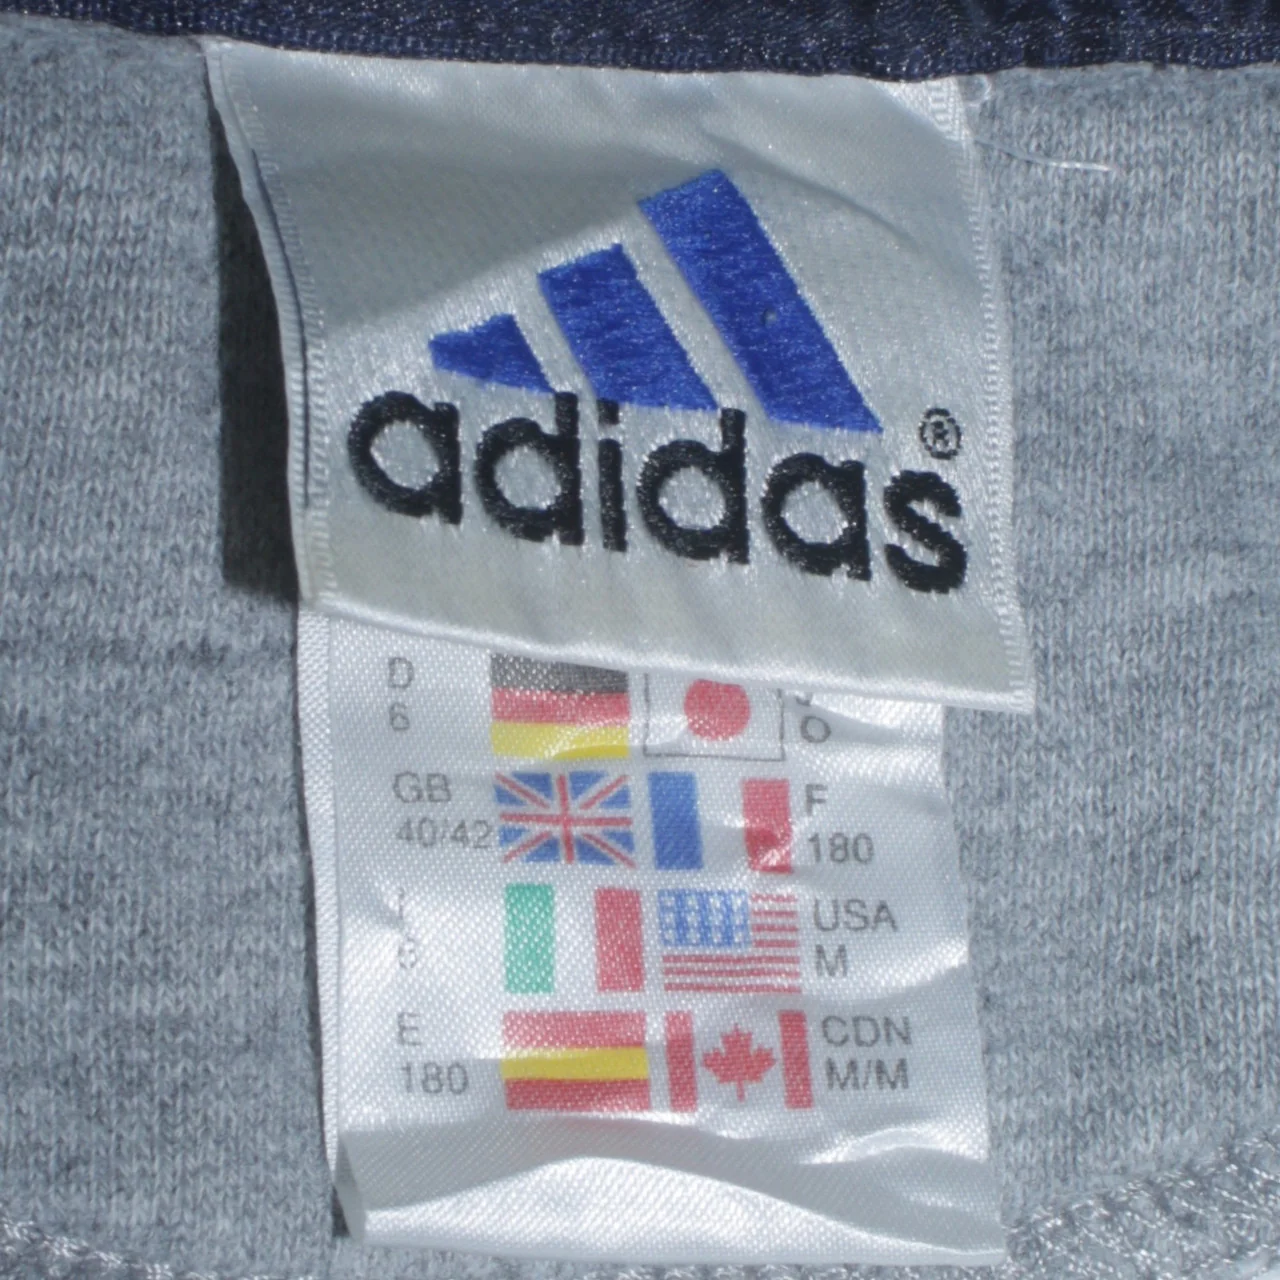 adidas®
D
6
J
O
GB
40/42
F
180
I
USA
M
E
180
CDN
M/M